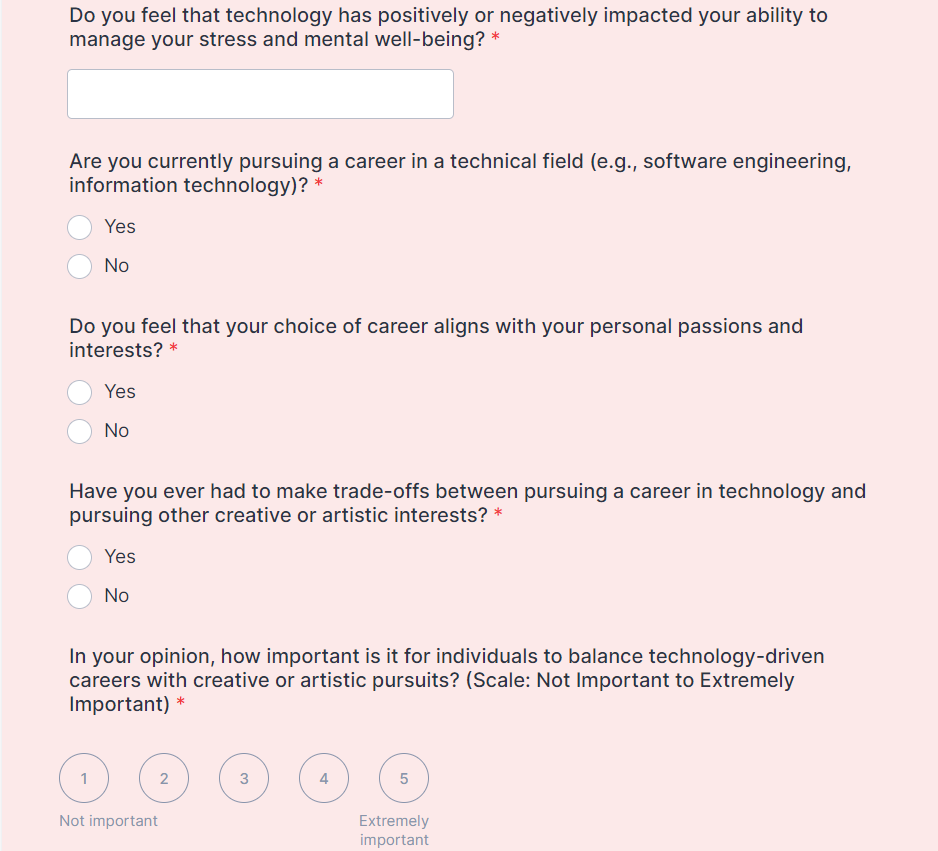 Do you feel that technology has positively or negatively impacted your ability to
manage your stress and mental well-being? *
Are you currently pursuing a career in a technical field (e.g., software engineering,
information technology)? *
Yes
No
Do you feel that your choice of career aligns with your personal passions and
interests? *
Yes
No
Have you ever had to make trade-offs between pursuing a career in technology and
pursuing other creative or artistic interests? *
Yes
No
In your opinion, how important is it for individuals to balance technology-driven
careers with creative or artistic pursuits? (Scale: Not Important to Extremely
Important) *
1 2 3 4 5
Not important Extremely
important